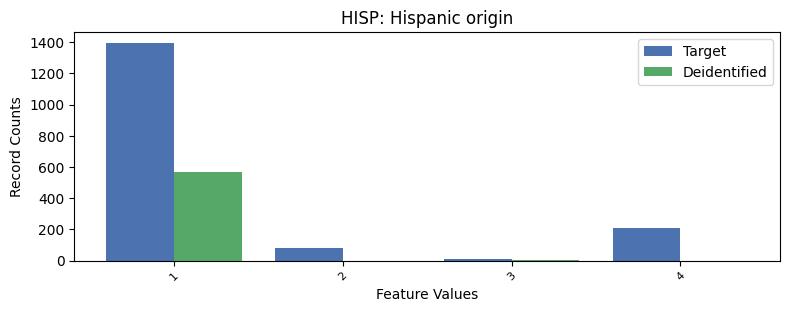 HISP: Hispanic origin
Target
Deidentified
Record Counts
1400
1200
1000
800
600
400
200
0
1
2
3
4
Feature Values